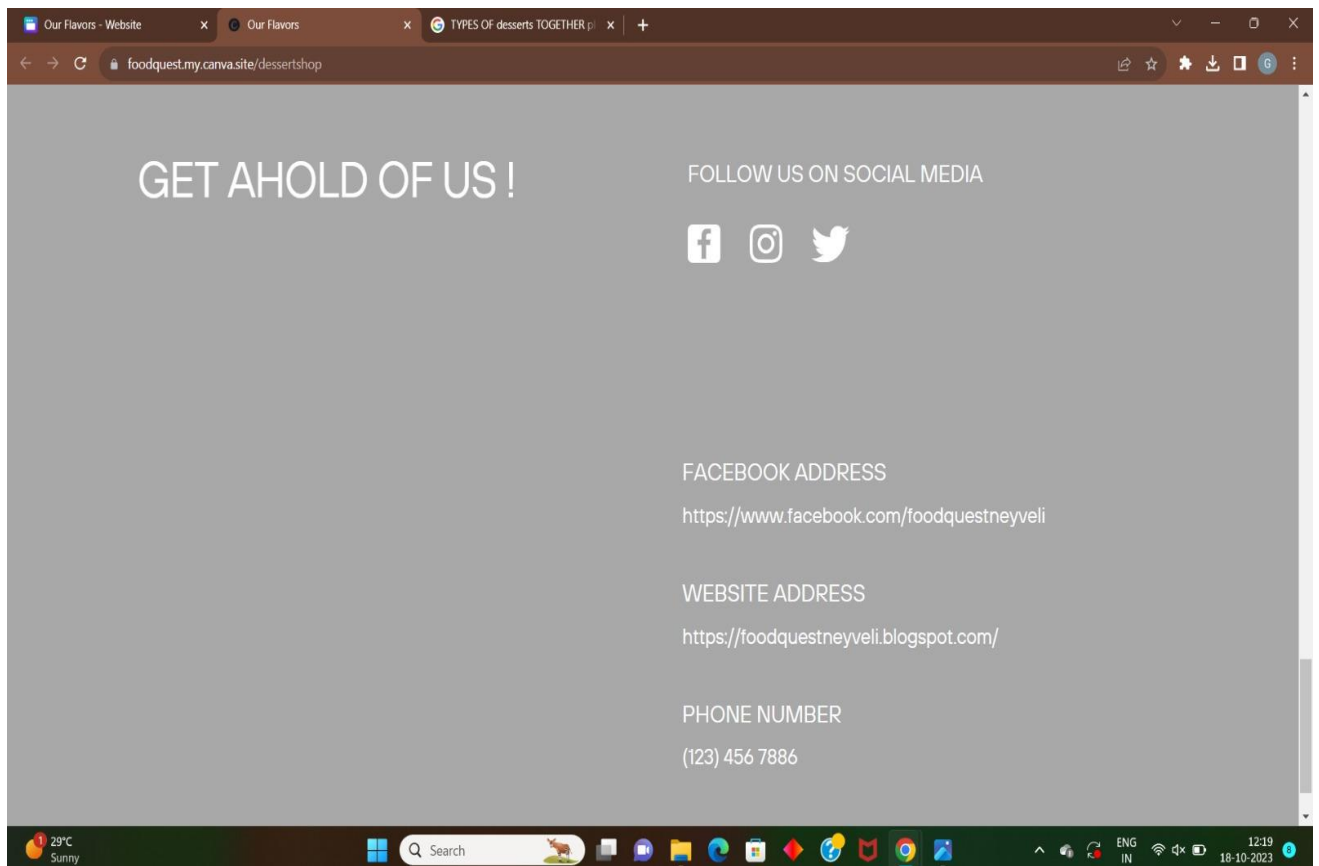 Our Flavors - Website
Our Flavors
TYPES OF desserts TOGETHER
foodquest.my.canva.site/dessertshop
G
GET AHOLD OF US !
FOLLOW US ON SOCIAL MEDIA
FACEBOOK ADDRESS
https://www.facebook.com/foodquestneyveli
WEBSITE ADDRESS
https://foodquestneyveli.blogspot.com/
PHONE NUMBER
(123) 456 7886
1
29°C
Sunny
Search
ENG
IN
12:19
18-10-2023
8